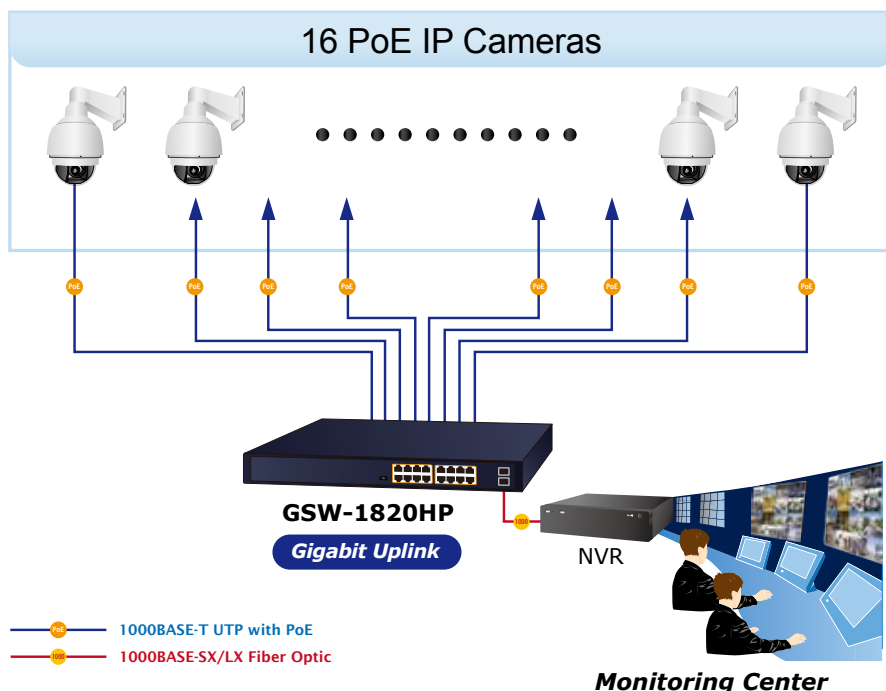 16 PoE IP Cameras
PoE PoE PoE PoE PoE PoE PoE PoE
GSW-1820HP
Gigabit Uplink
1000
NVR
PoE 1000BASE-T UTP with PoE
1000 1000BASE-SX/LX Fiber Optic
Monitoring Center